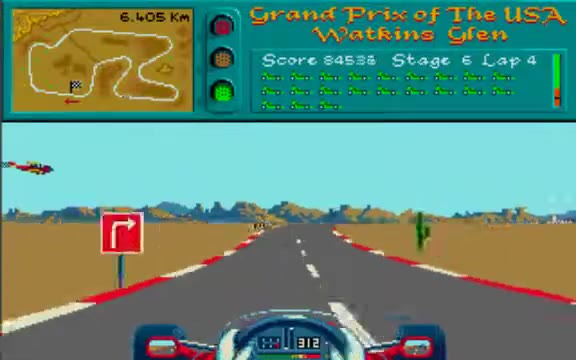 6.405 Km
Grand Prix of The USA
Watkins Glen
Score 84538 Stage 6 Lap 4
312